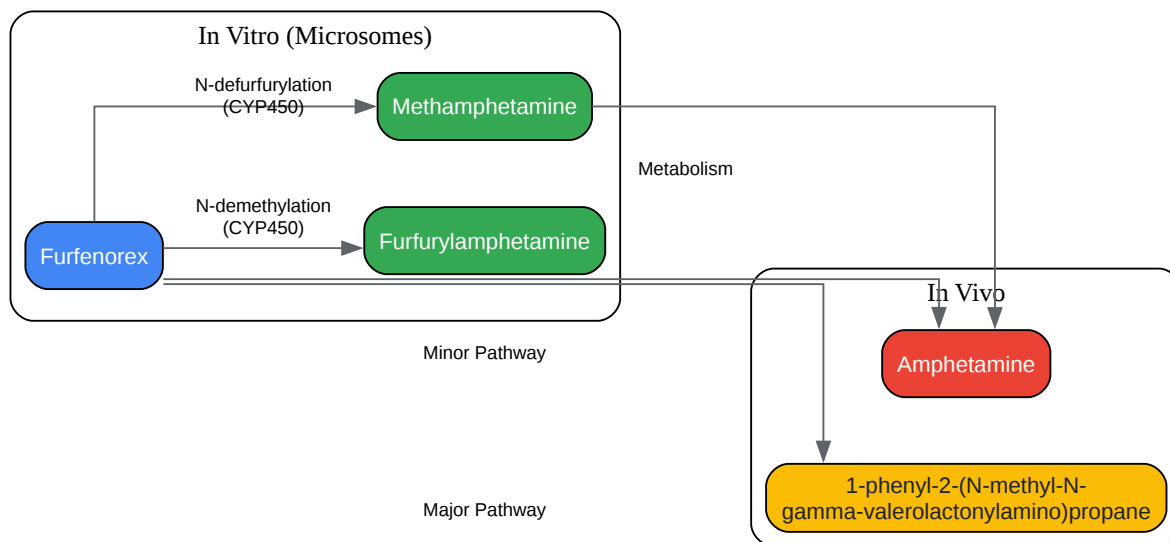 In Vitro (Microsomes)
N-defurfurylation
(CYP450)
Methamphetamine
Metabolism
N-demethylation
(CYP450)
Furfenorex
Furfurylamphetamine
In Vivo
Minor Pathway
Amphetamine
1-phenyl-2-(N-methyl-N-
gamma-valerolactonylamino)propane
Major Pathway